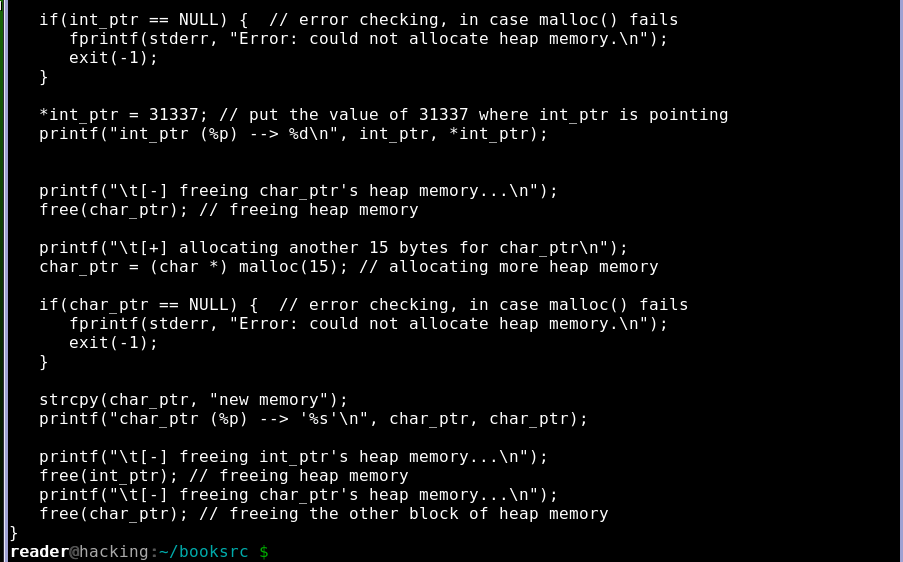 if(int_ptr == NULL) {  // error checking, in case malloc() fails
      fprintf(stderr, "Error: could not allocate heap memory.\n");
      exit(-1);
   }

   *int_ptr = 31337; // put the value of 31337 where int_ptr is pointing
   printf("int_ptr (%p) --> %d\n", int_ptr, *int_ptr);


   printf("\t[-] freeing char_ptr's heap memory...\n");
   free(char_ptr); // freeing heap memory

   printf("\t[+] allocating another 15 bytes for char_ptr\n");
   char_ptr = (char *) malloc(15); // allocating more heap memory

   if(char_ptr == NULL) {  // error checking, in case malloc() fails
      fprintf(stderr, "Error: could not allocate heap memory.\n");
      exit(-1);
   }

   strcpy(char_ptr, "new memory");
   printf("char_ptr (%p) --> '%s'\n", char_ptr, char_ptr);

   printf("\t[-] freeing int_ptr's heap memory...\n");
   free(int_ptr); // freeing heap memory
   printf("\t[-] freeing char_ptr's heap memory...\n");
   free(char_ptr); // freeing the other block of heap memory
}
reader@hacking:~/booksrc $